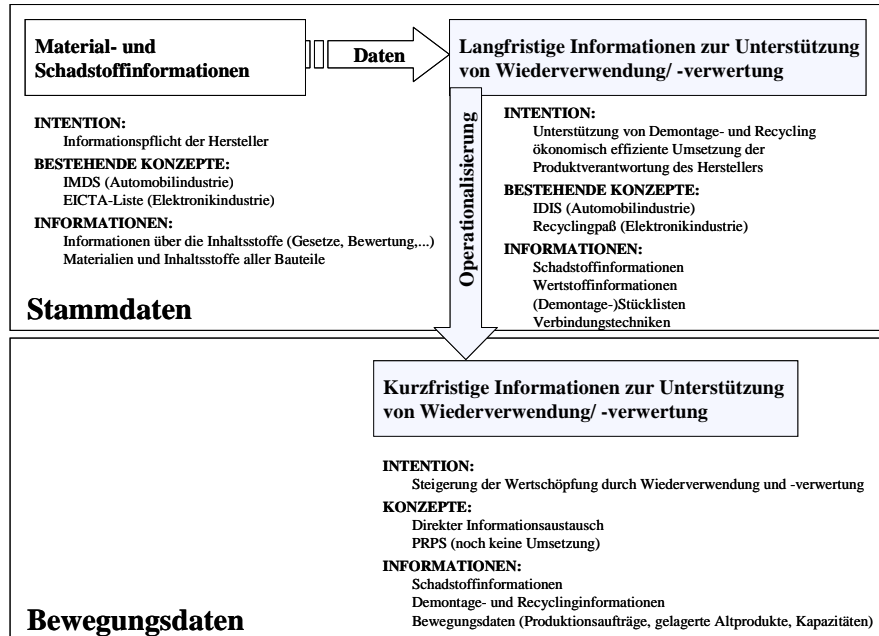 Material- und
Schadstoffinformationen
Daten
Langfristige Informationen zur Unterstützung
von Wiederverwendung/ -verwertung
INTENTION:
Informationspflicht der Hersteller
BESTEHENDE KONZEPTE:
IMDS (Automobilindustrie)
EICTA-Liste (Elektronikindustrie)
INFORMATIONEN:
Informationen über die Inhaltsstoffe (Gesetze, Bewertung,...)
Materialien und Inhaltsstoffe aller Bauteile
Operationalisierung
INTENTION:
Unterstützung von Demontage- und Recycling
ökonomisch effiziente Umsetzung der
Produktverantwortung des Herstellers
BESTEHENDE KONZEPTE:
IDIS (Automobilindustrie)
Recyclingpaß (Elektronikindustrie)
INFORMATIONEN:
Schadstoffinformationen
Wertstoffinformationen
(Demontage-)Stücklisten
Verbindungstechniken
Stammdaten
Kurzfristige Informationen zur Unterstützung
von Wiederverwendung/ -verwertung
INTENTION:
Steigerung der Wertschöpfung durch Wiederverwendung und -verwertung
KONZEPTE:
Direkter Informationsaustausch
PRPS (noch keine Umsetzung)
INFORMATIONEN:
Schadstoffinformationen
Demontage- und Recyclinginformationen
Bewegungsdaten (Produktionsaufträge, gelagerte Altprodukte, Kapazitäten)
Bewegungsdaten